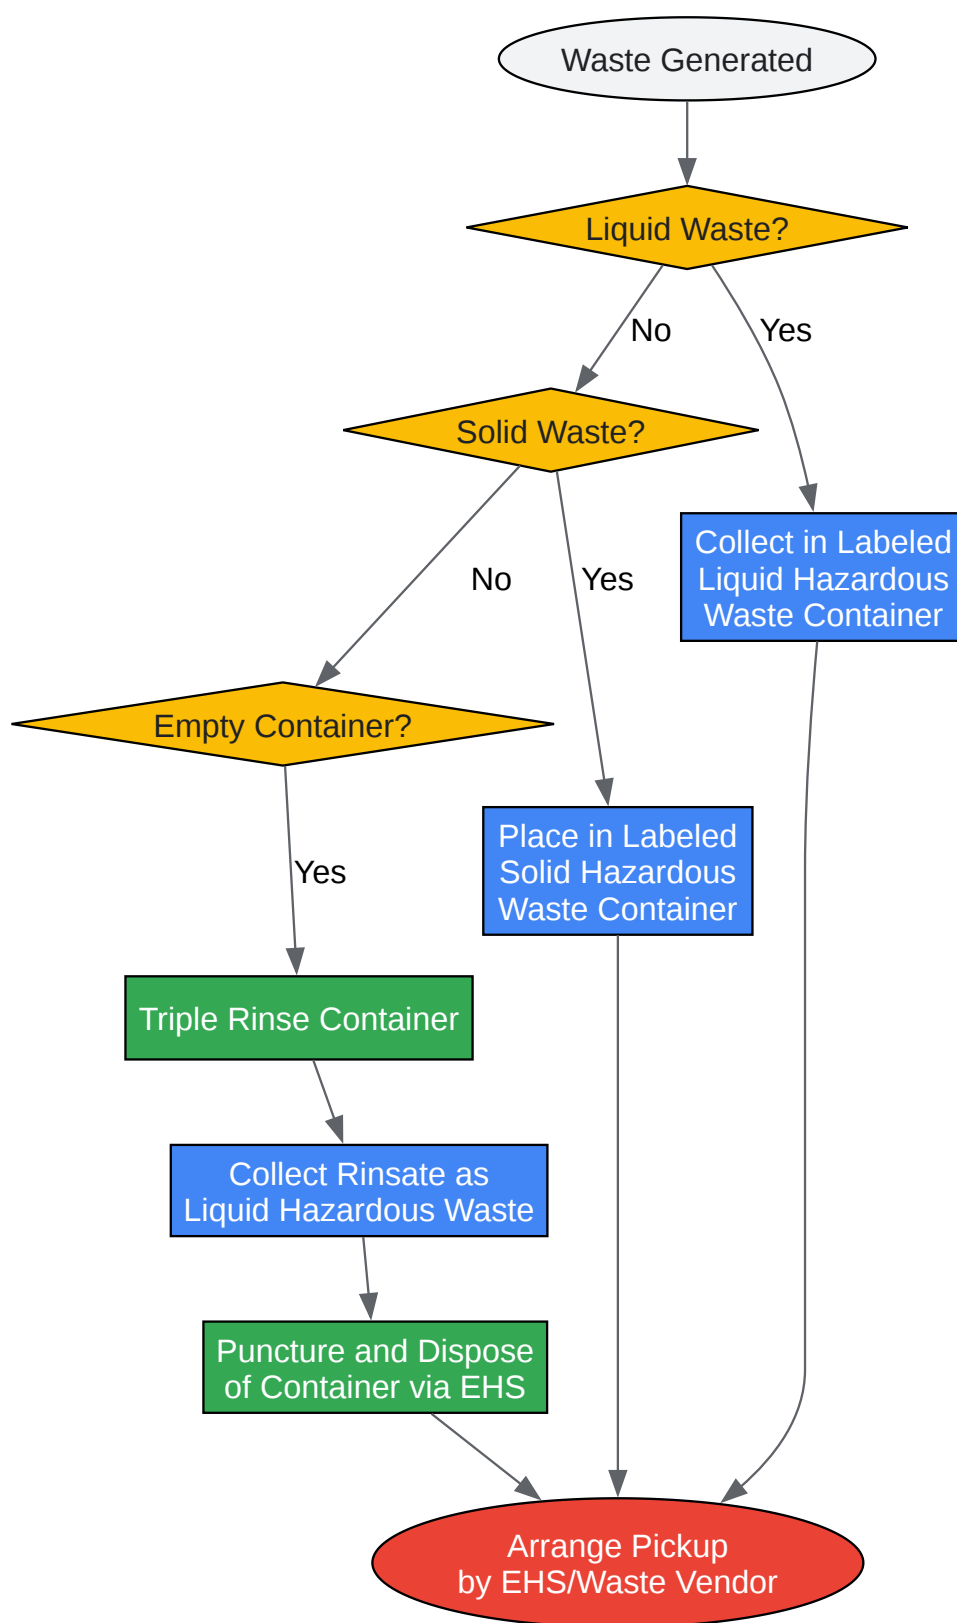 Waste Generated
Liquid Waste?
No
Yes
Solid Waste?
Collect in Labeled
Liquid Hazardous
Waste Container
No
Yes
Empty Container?
Place in Labeled
Solid Hazardous
Waste Container
Yes
Triple Rinse Container
Collect Rinsate as
Liquid Hazardous Waste
Puncture and Dispose
of Container via EHS
Arrange Pickup
by EHS/Waste Vendor